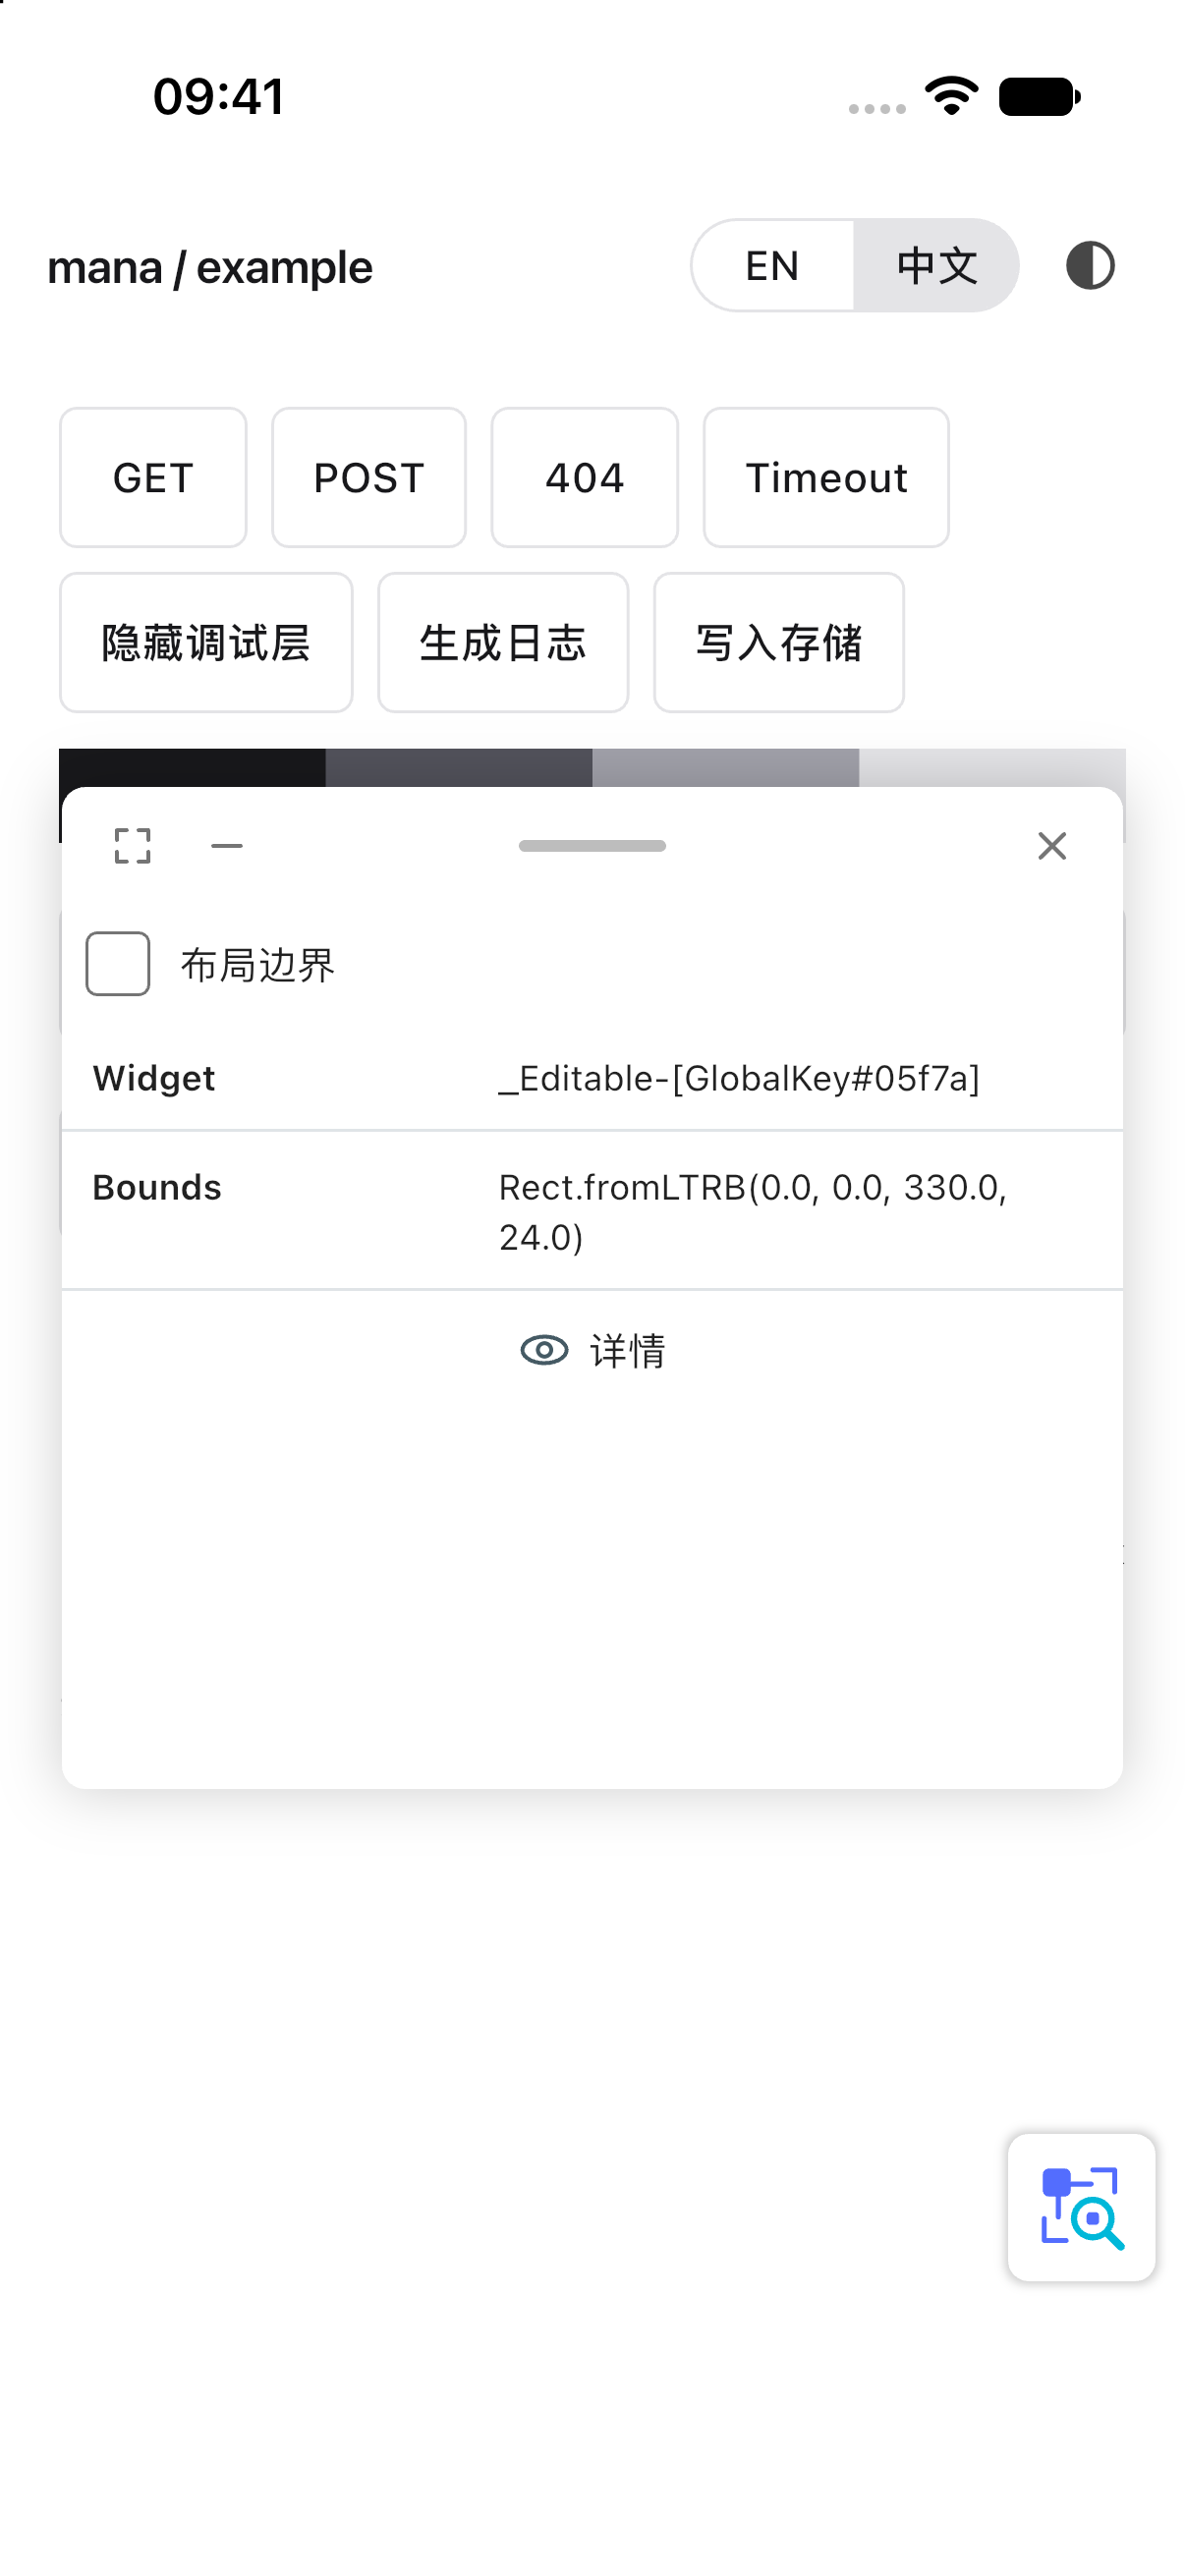 09:41
mana / example
EN
中文
GET
POST
404
Timeout
隐藏调试层
生成日志
写入存储
布局边界
Widget
_Editable-[GlobalKey#05f7a]
Bounds
Rect.fromLTRB(0.0, 0.0, 330.0,
24.0)
详情